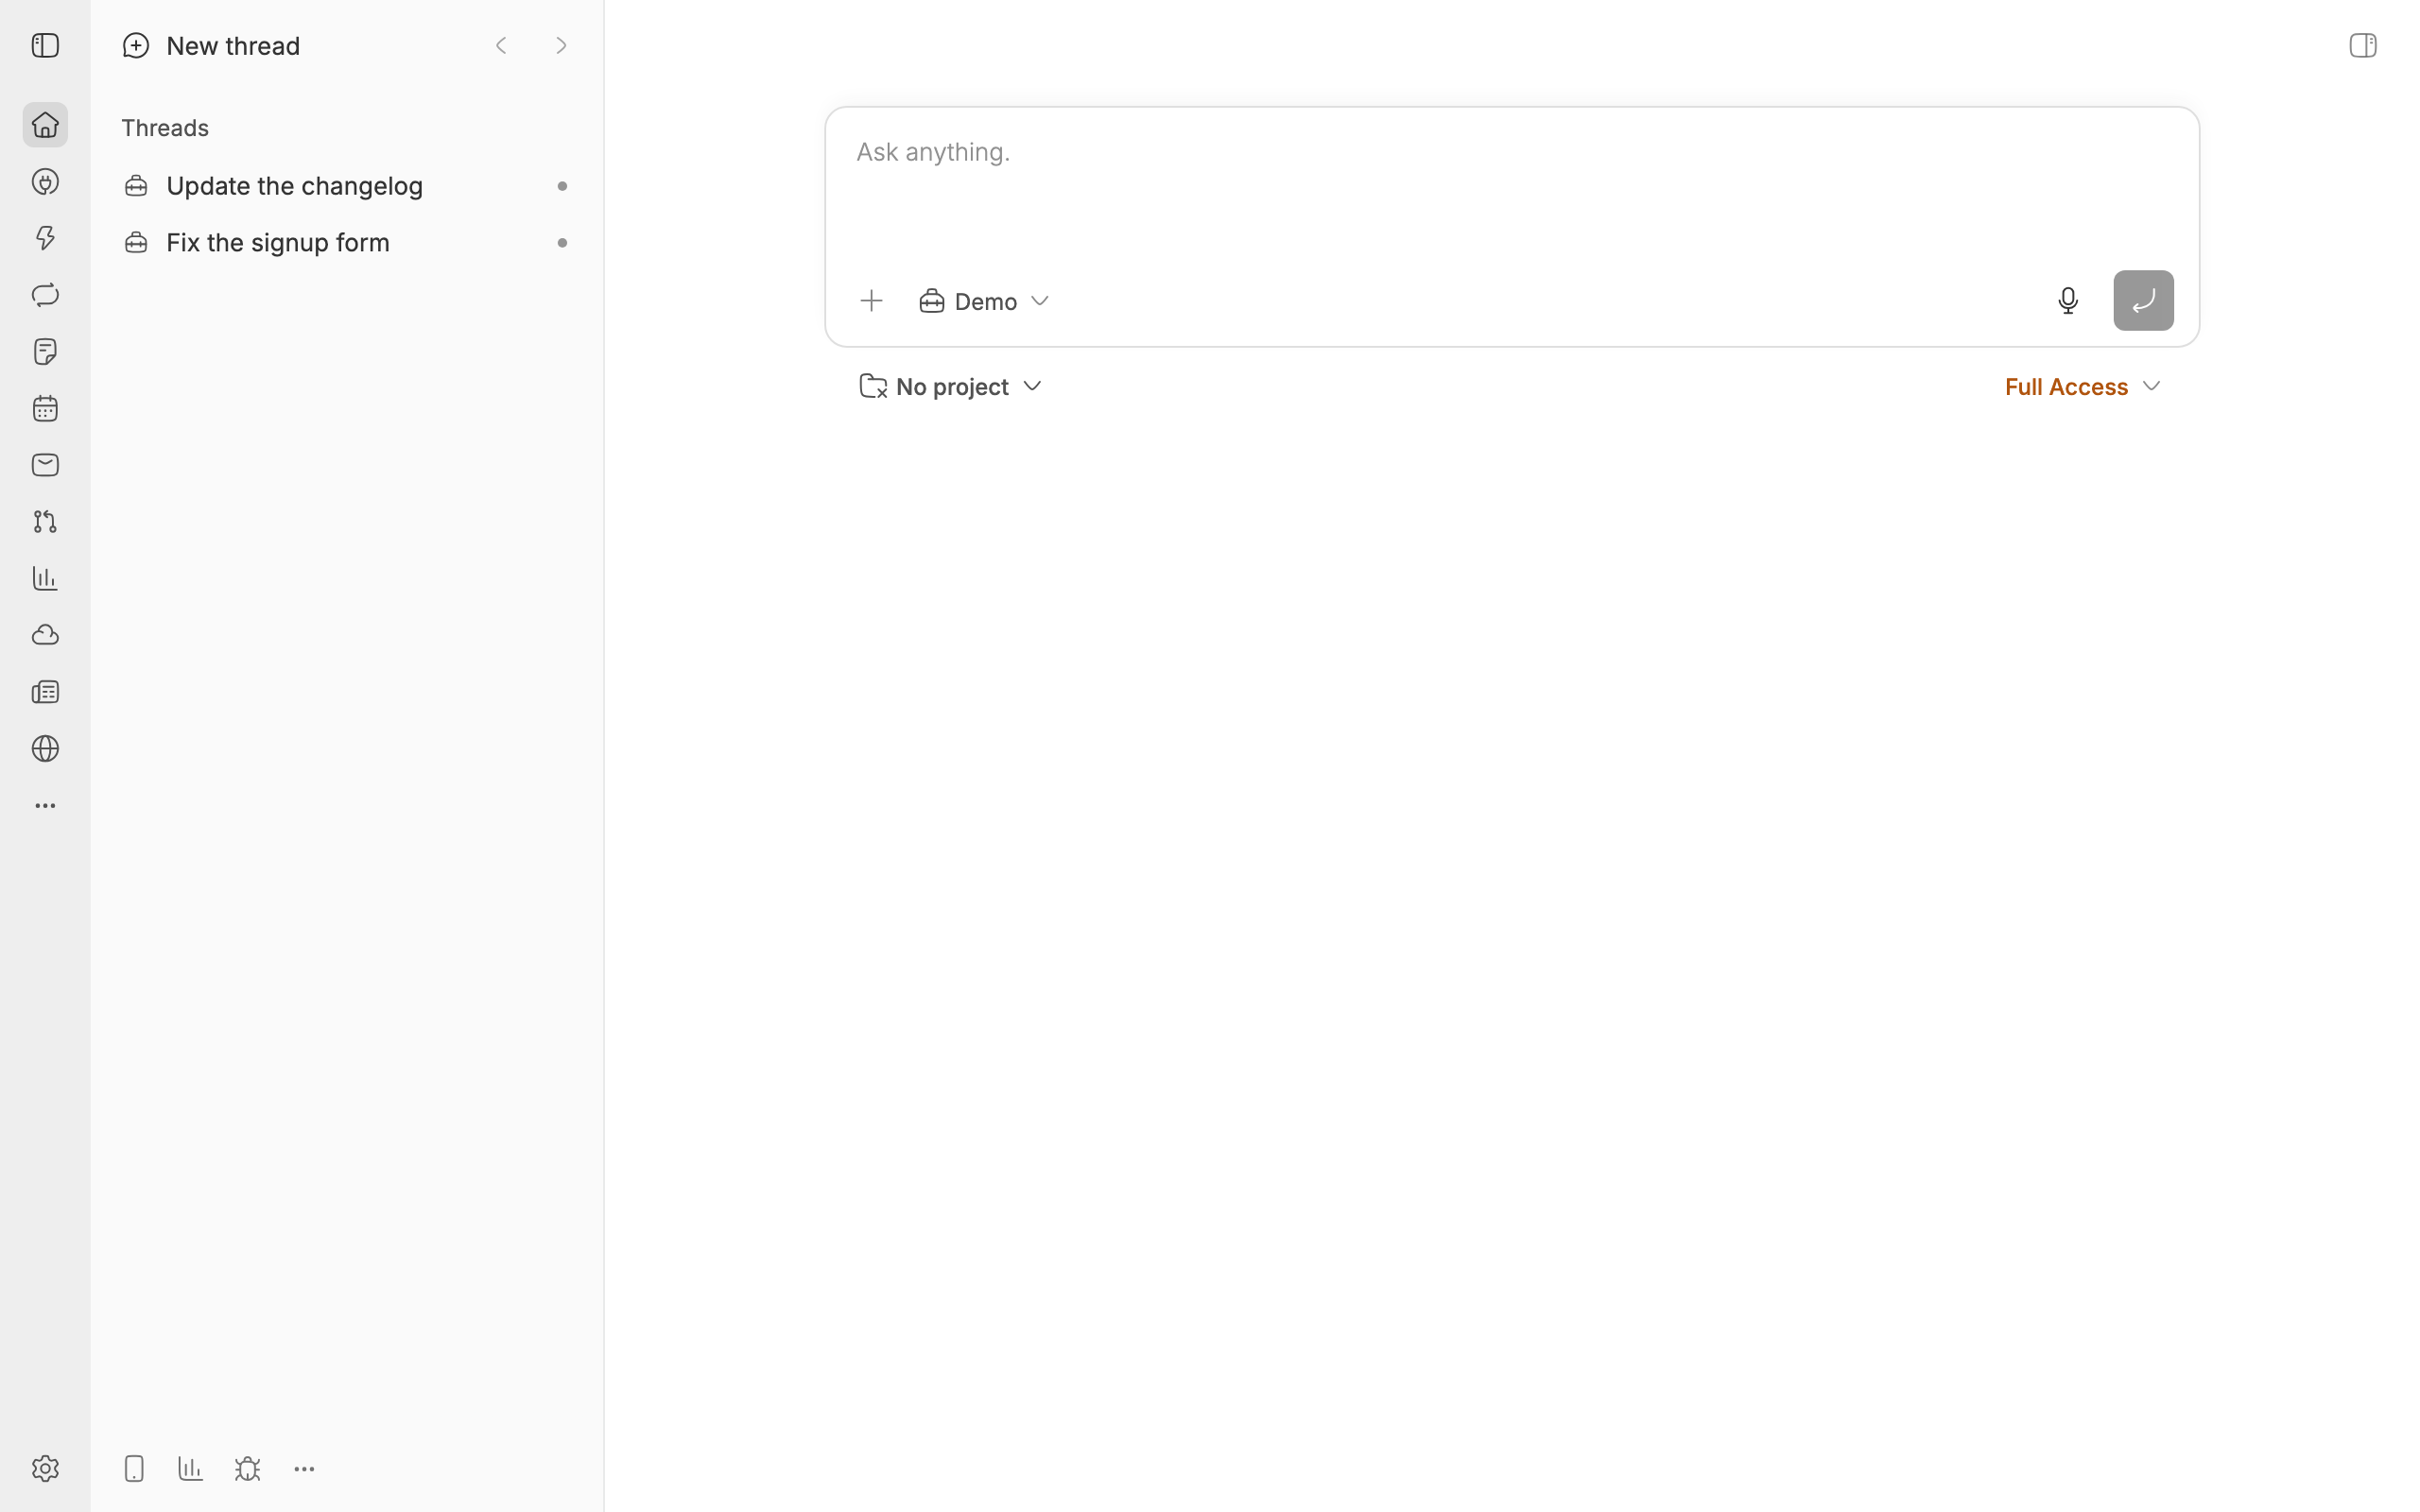 New thread
Threads
Update the changelog
Fix the signup form
Ask anything.
Demo
No project
Full Access